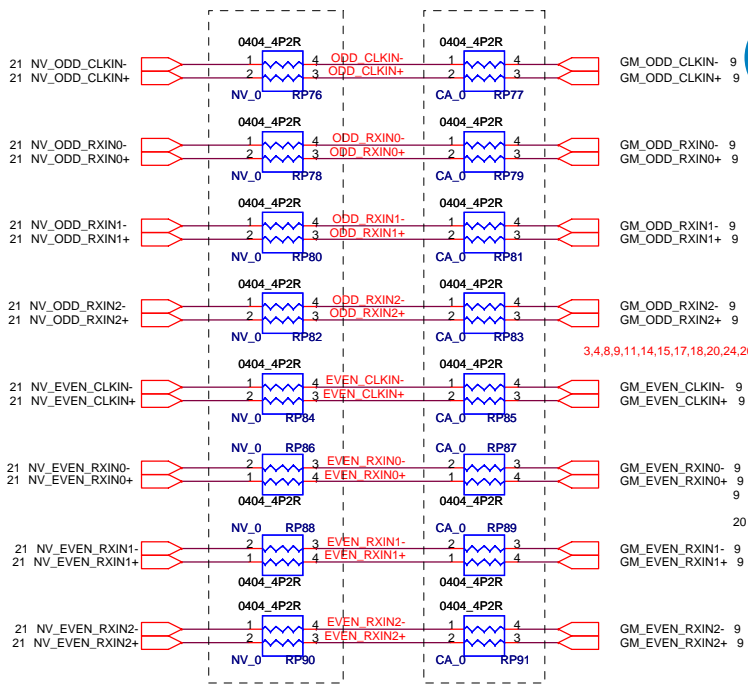 0404_4P2R 0404_4P2R
21 NV_ODD_CLKIN- 1 4 ODD_CLKIN- 1 4 GM_ODD_CLKIN- 9
21 NV_ODD_CLKIN+ 2 3 ODD_CLKIN+ 2 3 GM_ODD_CLKIN+ 9
NV_0 RP76 CA_0 RP77
0404_4P2R 0404_4P2R
21 NV_ODD_RXIN0- 1 4 ODD_RXIN0- 1 4 GM_ODD_RXIN0- 9
21 NV_ODD_RXIN0+ 2 3 ODD_RXIN0+ 2 3 GM_ODD_RXIN0+ 9
NV_0 RP78 CA_0 RP79
0404_4P2R 0404_4P2R
21 NV_ODD_RXIN1- 1 4 ODD_RXIN1- 1 4 GM_ODD_RXIN1- 9
21 NV_ODD_RXIN1+ 2 3 ODD_RXIN1+ 2 3 GM_ODD_RXIN1+ 9
NV_0 RP80 CA_0 RP81
0404_4P2R 0404_4P2R
21 NV_ODD_RXIN2- 1 4 ODD_RXIN2- 1 4 GM_ODD_RXIN2- 9
21 NV_ODD_RXIN2+ 2 3 ODD_RXIN2+ 2 3 GM_ODD_RXIN2+ 9
NV_0 RP82 CA_0 RP83
3,4,8,9,11,14,15,17,18,20,24,
0404_4P2R 0404_4P2R
21 NV_EVEN_CLKIN- 1 4 EVEN_CLKIN- 1 4 GM_EVEN_CLKIN- 9
21 NV_EVEN_CLKIN+ 2 3 EVEN_CLKIN+ 2 3 GM_EVEN_CLKIN+ 9
NV_0 RP84 CA_0 RP85
NV_0 RP86 CA_0 RP87
21 NV_EVEN_RXIN0- 2 3 EVEN_RXIN0- 2 3 GM_EVEN_RXIN0- 9
21 NV_EVEN_RXIN0+ 1 4 EVEN_RXIN0+ 1 4 GM_EVEN_RXIN0+ 9
9
0404_4P2R 0404_4P2R
20
NV_0 RP88 CA_0 RP89
21 NV_EVEN_RXIN1- 2 3 EVEN_RXIN1- 2 3 GM_EVEN_RXIN1- 9
21 NV_EVEN_RXIN1+ 1 4 EVEN_RXIN1+ 1 4 GM_EVEN_RXIN1+ 9
0404_4P2R 0404_4P2R
0404_4P2R 0404_4P2R
21 NV_EVEN_RXIN2- 1 4 EVEN_RXIN2- 1 4 GM_EVEN_RXIN2- 9
21 NV_EVEN_RXIN2+ 2 3 EVEN_RXIN2+ 2 3 GM_EVEN_RXIN2+ 9
NV_0 RP90 CA_0 RP91